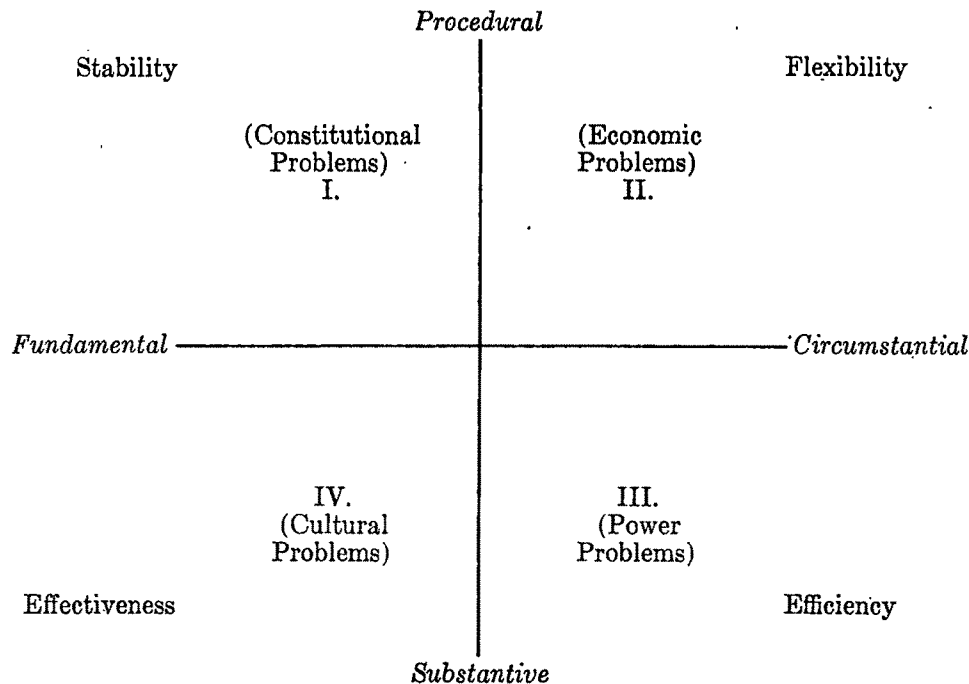 Procedural
Stability
Flexibility
(Constitutional
Problems)
I.
(Economic
Problems)
II.
Fundamental
Circumstantial
IV.
(Cultural
Problems)
III.
(Power
Problems)
Effectiveness
Efficiency
Substantive